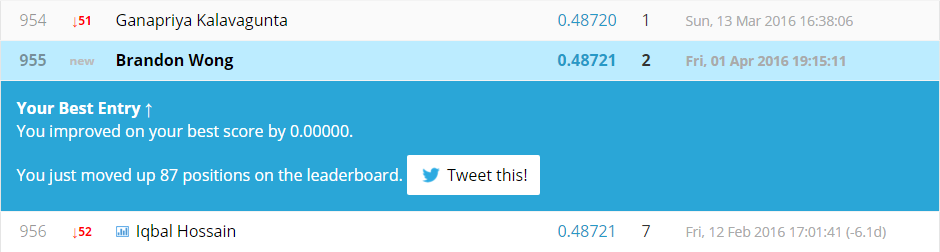 954 ↓51 Ganapriya Kalavagunta 0.48720 1 Sun, 13 Mar 2016 16:38:06
955 new Brandon Wong 0.48721 2 Fri, 01 Apr 2016 19:15:11
Your Best Entry ↑
You improved on your best score by 0.00000.
You just moved up 87 positions on the leaderboard. Tweet this!
956 ↓52 Iqbal Hossain 0.48721 7 Fri, 12 Feb 2016 17:01:41 (-6.1d)